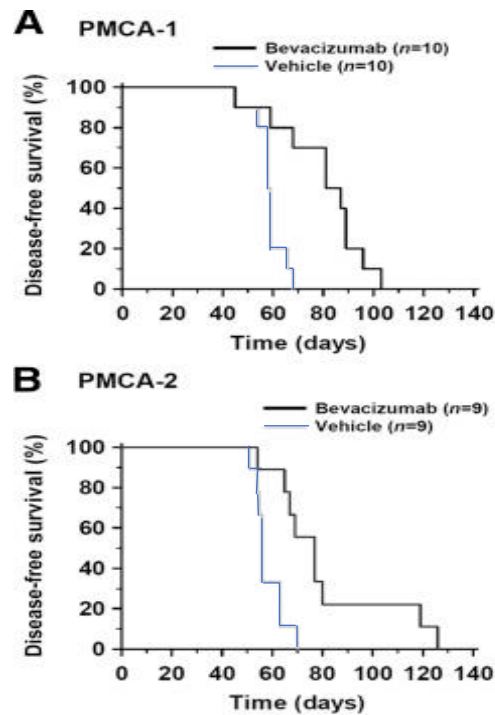 A PMCA-1
Bevacizumab (n=10)
Vehicle (n=10)
Disease-free survival (%)
100
80
60
40
20
0
0 20 40 60 80 100 120 140
Time (days)
B PMCA-2
Bevacizumab (n=9)
Vehicle (n=9)
Disease-free survival (%)
100
80
60
40
20
0
0 20 40 60 80 100 120 140
Time (days)